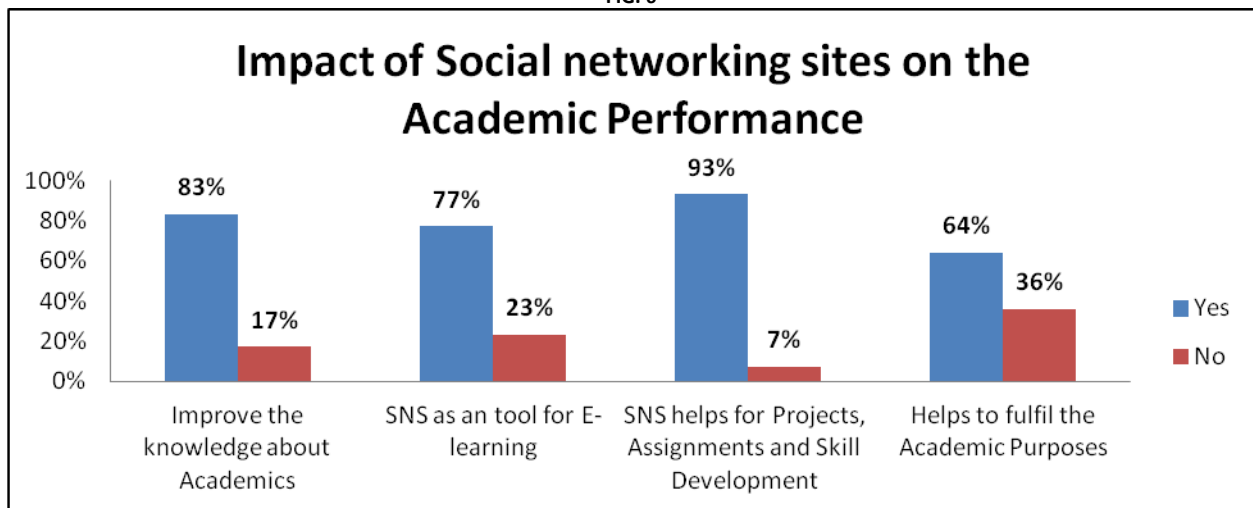 Impact of Social networking sites on the
Academic Performance
100%
80%
60%
40%
20%
0%
83%
17%
77%
23%
93%
7%
64%
36%
Improve the
knowledge about
Academics
SNS as an tool for E-
learning
SNS helps for Projects,
Assignments and Skill
Development
Helps to fulfil the
Academic Purposes
Yes
No